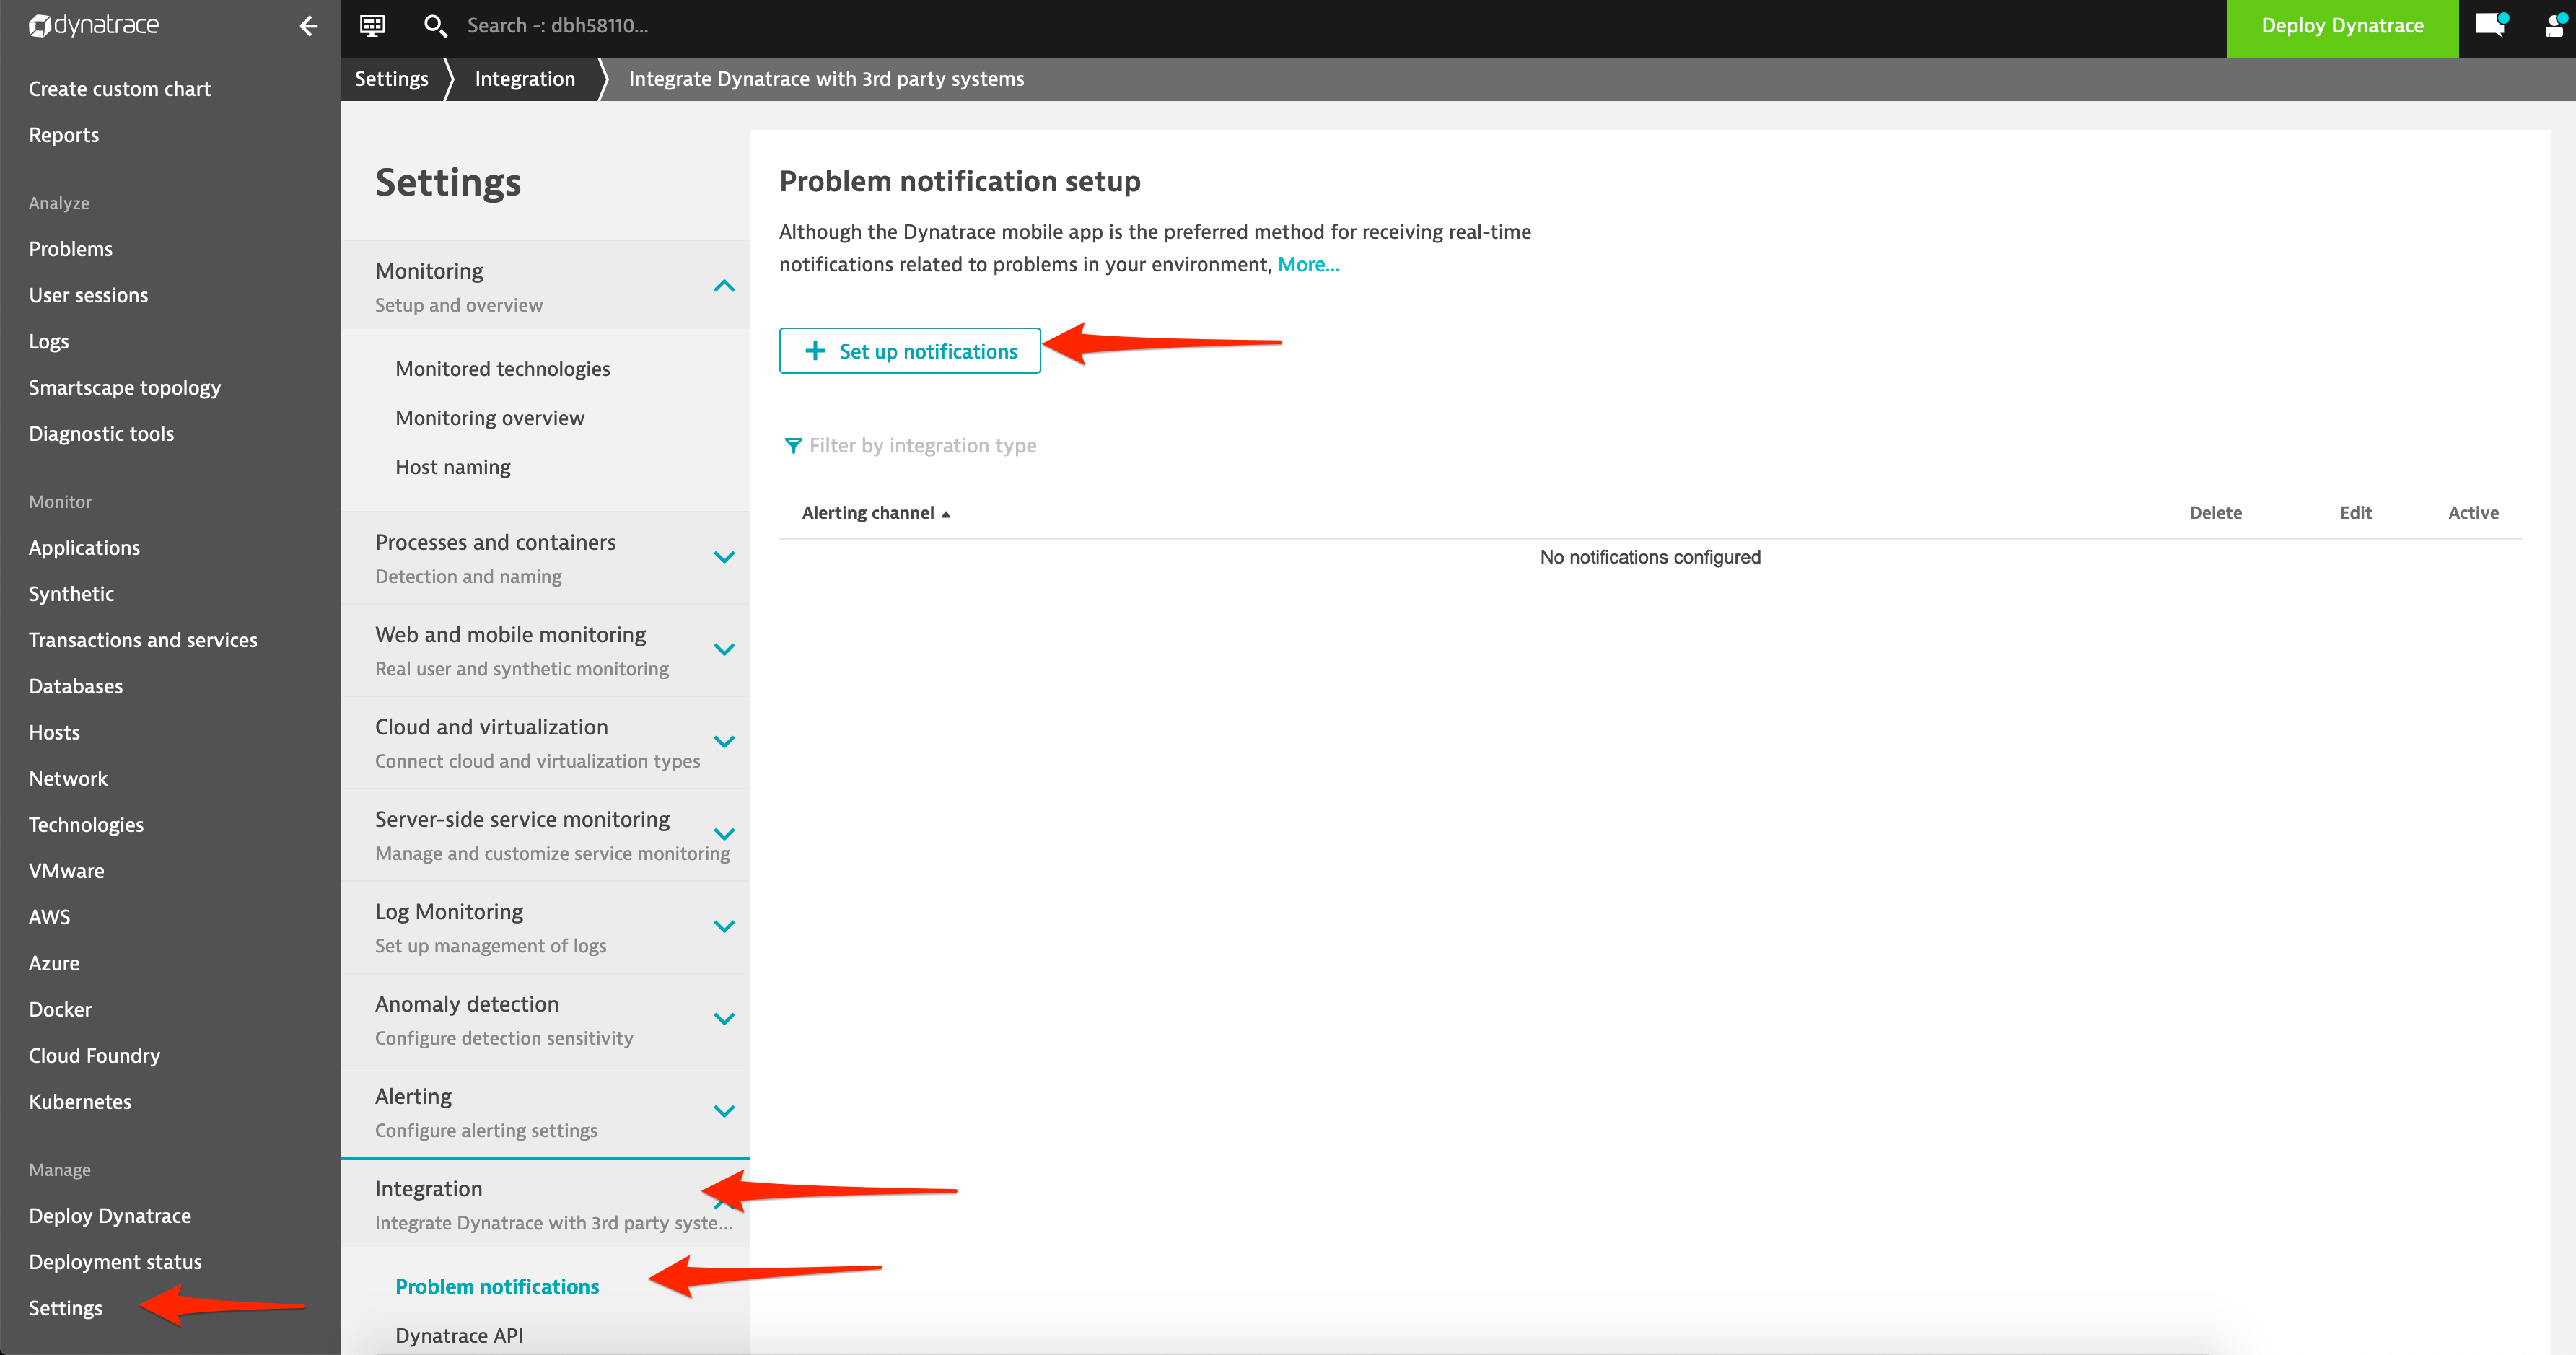 dynatrace
Create custom chart
Reports
Analyze
Problems
User sessions
Logs
Smartscape topology
Diagnostic tools
Monitor
Applications
Synthetic
Transactions and services
Databases
Hosts
Network
Technologies
VMware
AWS
Azure
Docker
Cloud Foundry
Kubernetes
Manage
Deploy Dynatrace
Deployment status
Settings
Search -: dbh58110...
Deploy Dynatrace
Settings
Integration
Integrate Dynatrace with 3rd party systems
Settings
Monitoring
Setup and overview
Monitored technologies
Monitoring overview
Host naming
Processes and containers
Detection and naming
Web and mobile monitoring
Real user and synthetic monitoring
Cloud and virtualization
Connect cloud and virtualization types
Server-side service monitoring
Manage and customize service monitoring
Log Monitoring
Set up management of logs
Anomaly detection
Configure detection sensitivity
Alerting
Configure alerting settings
Integration
Integrate Dynatrace with 3rd party syste...
Problem notifications
Dynatrace API
Problem notification setup
Although the Dynatrace mobile app is the preferred method for receiving real-time
notifications related to problems in your environment, More...
Set up notifications
Filter by integration type
Alerting channel Delete Edit Active
No notifications configured